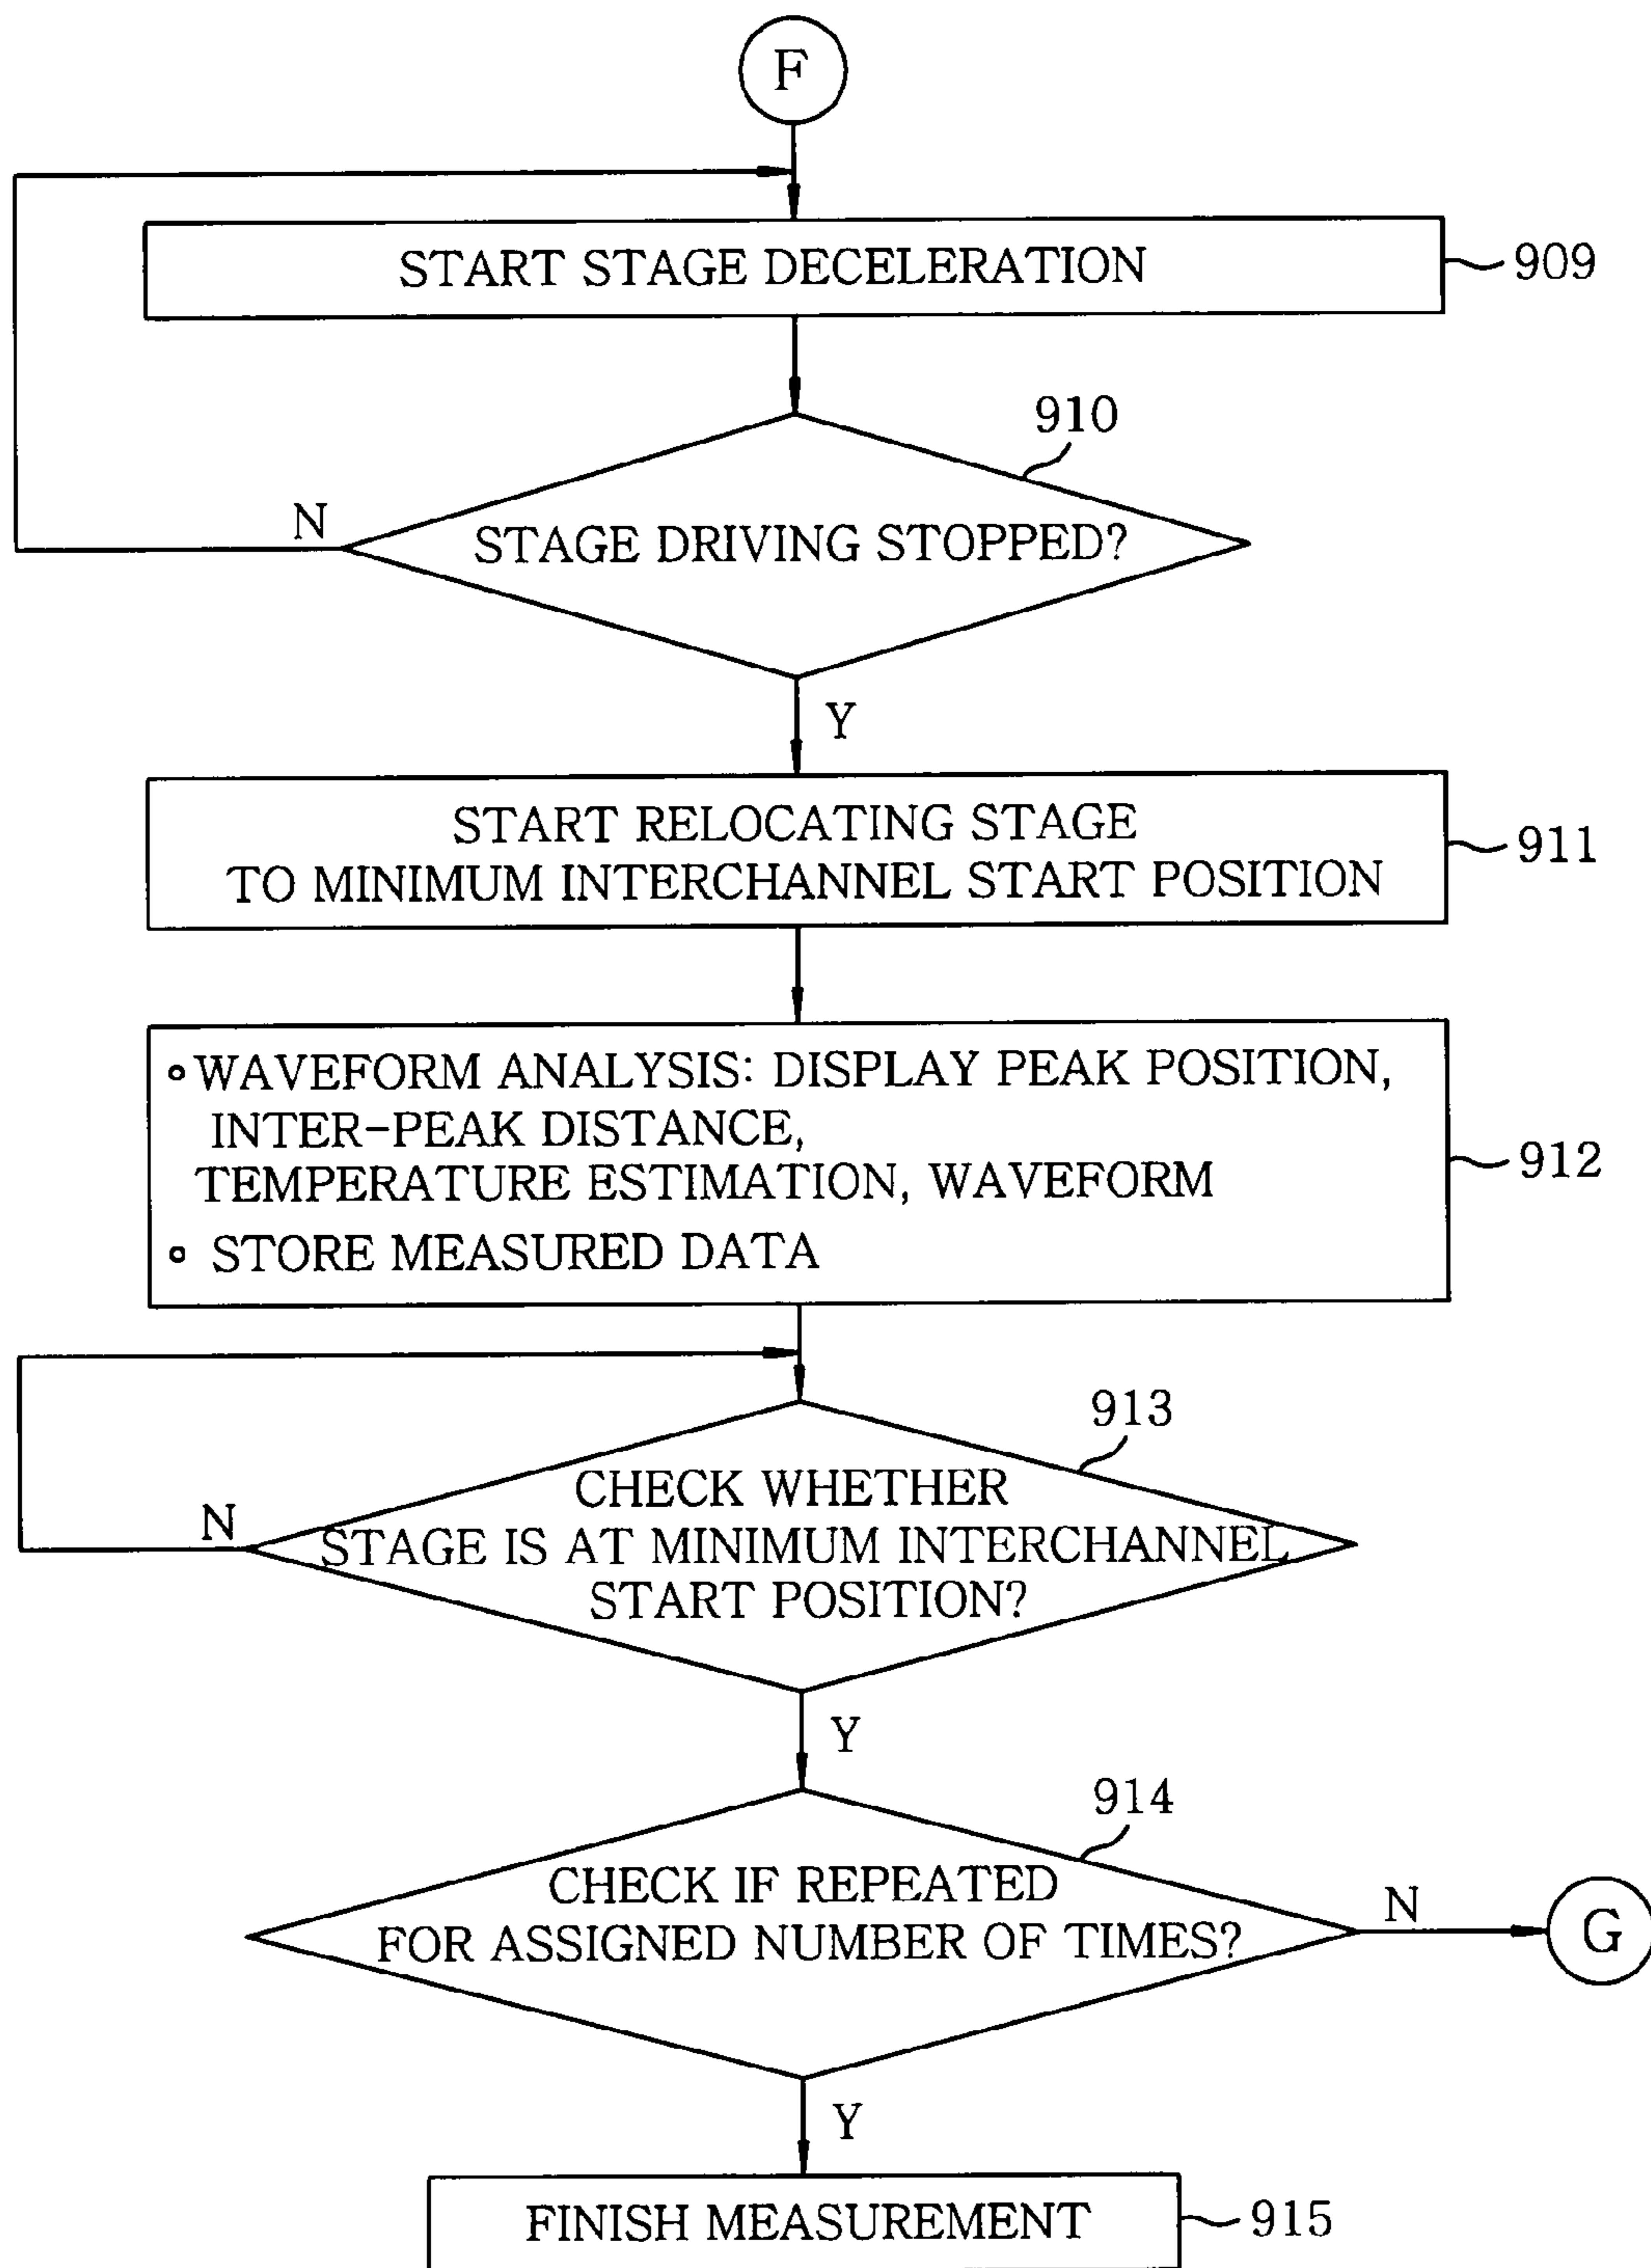 F
START STAGE DECELERATION
909
910
N
STAGE DRIVING STOPPED?
Y
START RELOCATING STAGE
TO MINIMUM INTERCHANNEL START POSITION
911
∘ WAVEFORM ANALYSIS: DISPLAY PEAK POSITION,
INTER-PEAK DISTANCE,
TEMPERATURE ESTIMATION, WAVEFORM
∘ STORE MEASURED DATA
912
913
N
CHECK WHETHER
STAGE IS AT MINIMUM INTERCHANNEL
START POSITION?
Y
914
CHECK IF REPEATED
FOR ASSIGNED NUMBER OF TIMES?
N
G
Y
FINISH MEASUREMENT
915